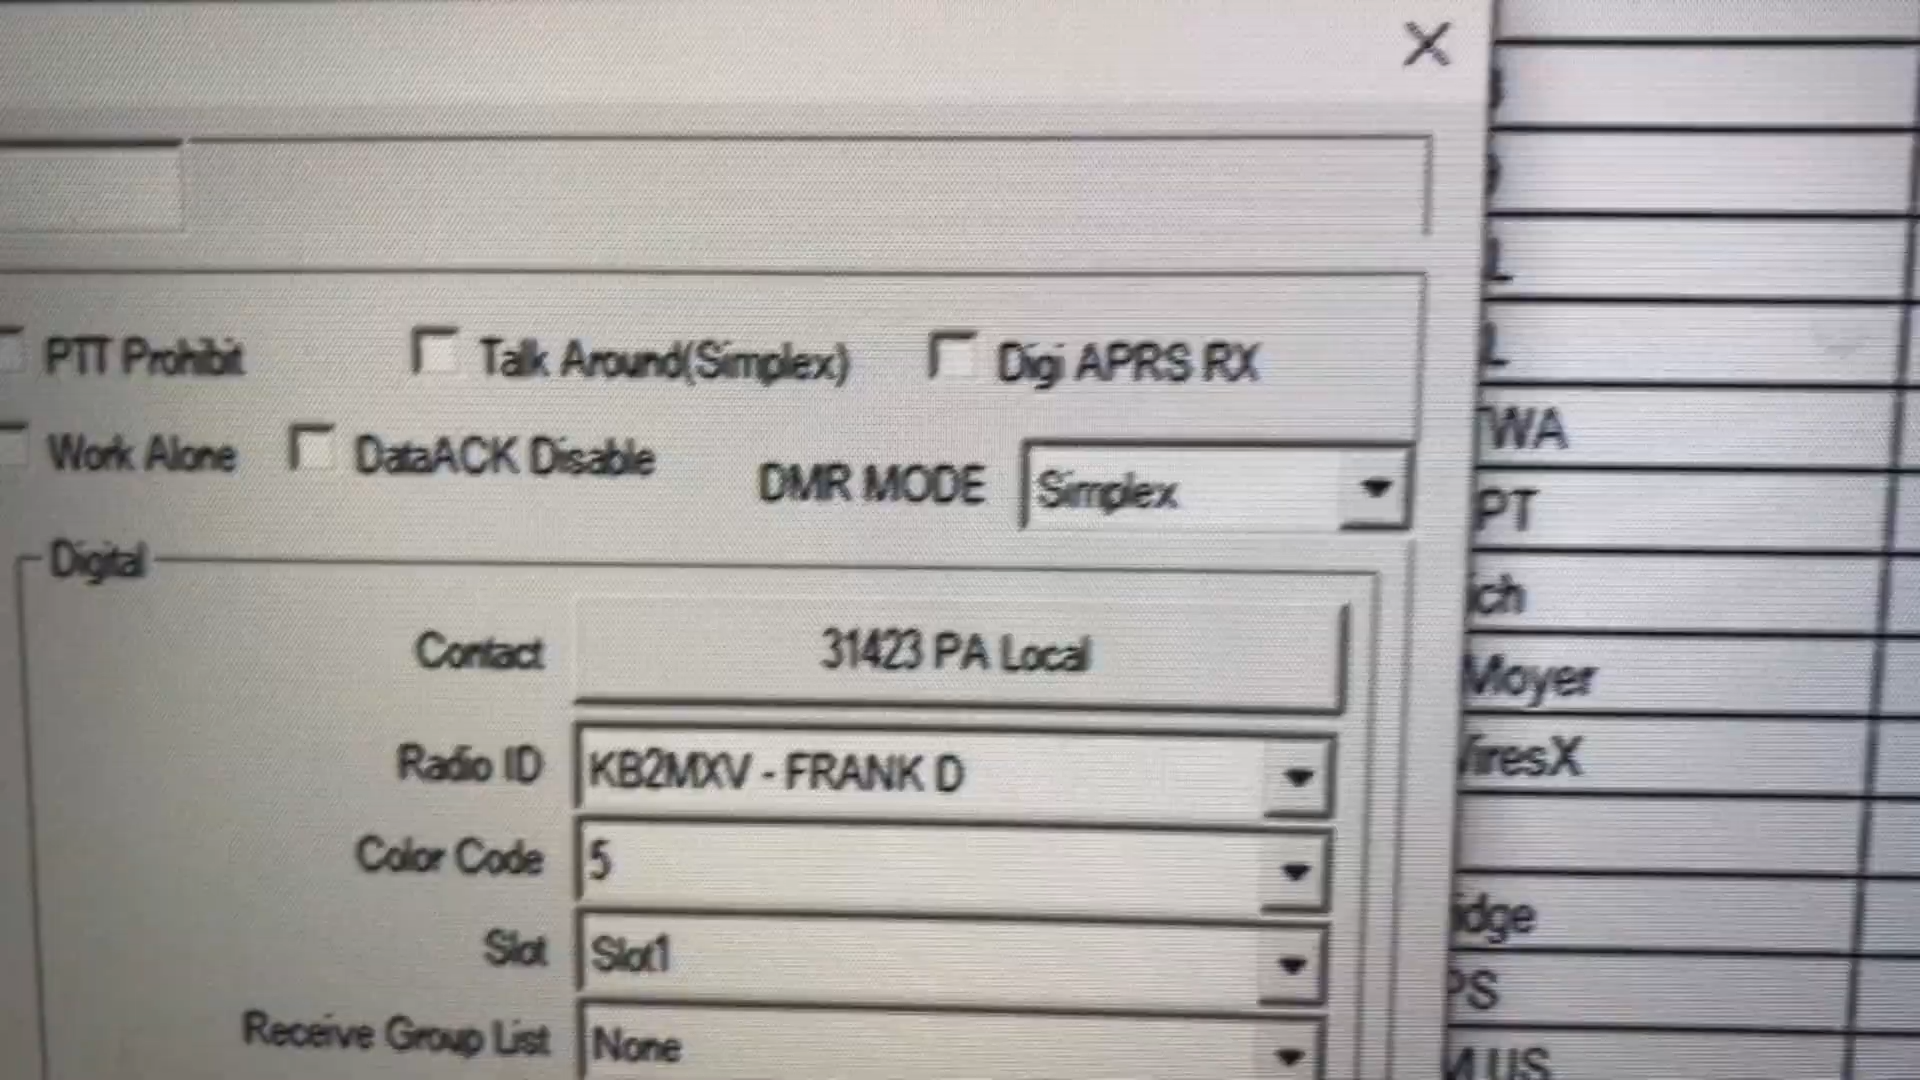 PTT Prohibit Talk Around(Simplex) Digi APRS RX
Work Alone DataACK Disable DMR MODE Simplex
Digital
Contact 31423 PA Local
Radio ID KB2MXV - FRANK D
Color Code 5
Slot Slot1
Receive Group List None
WA
PT
ch
Moyer
iresX
idge
PS
US